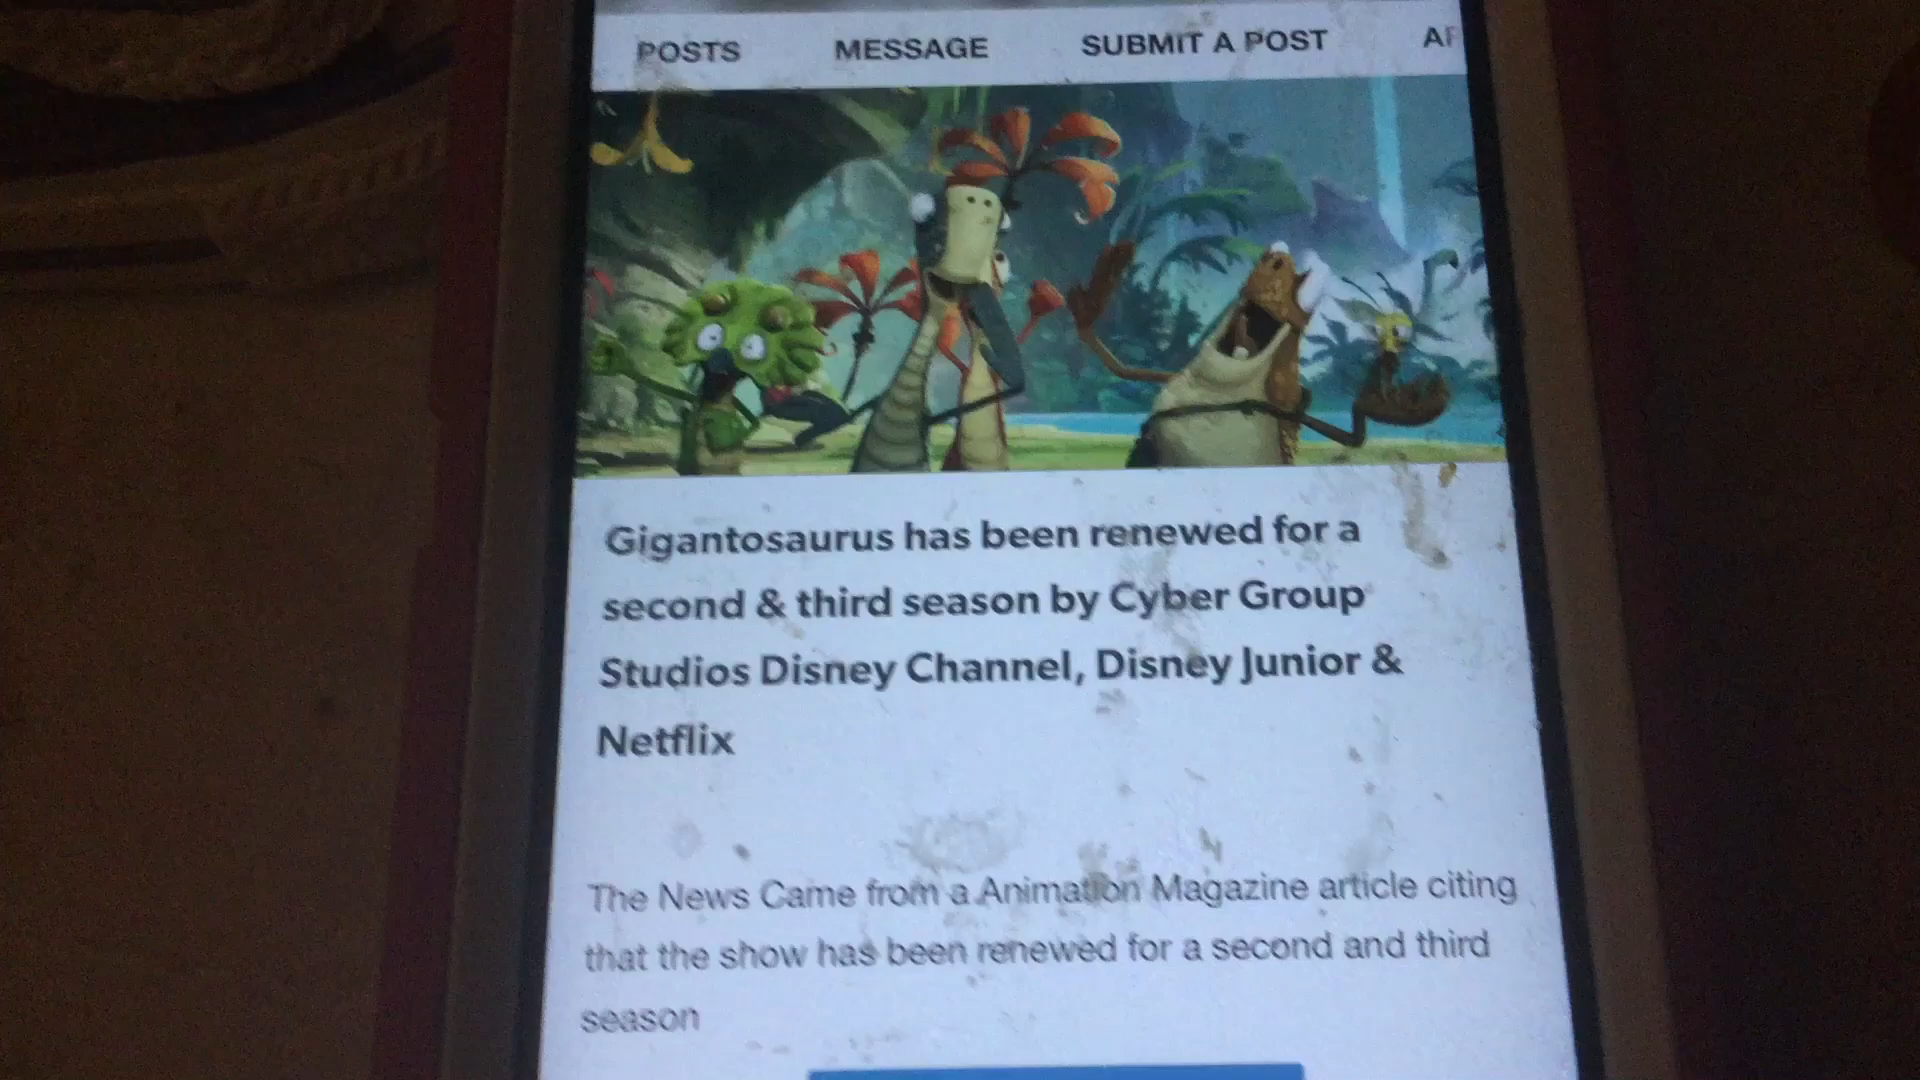 POSTS MESSAGE SUBMIT A POST
Gigantosaurus has been renewed for a
second & third season by Cyber Group
Studios Disney Channel, Disney Junior &
Netflix
The News Came from a Animation Magazine article citing
that the show has been renewed for a second and third
season